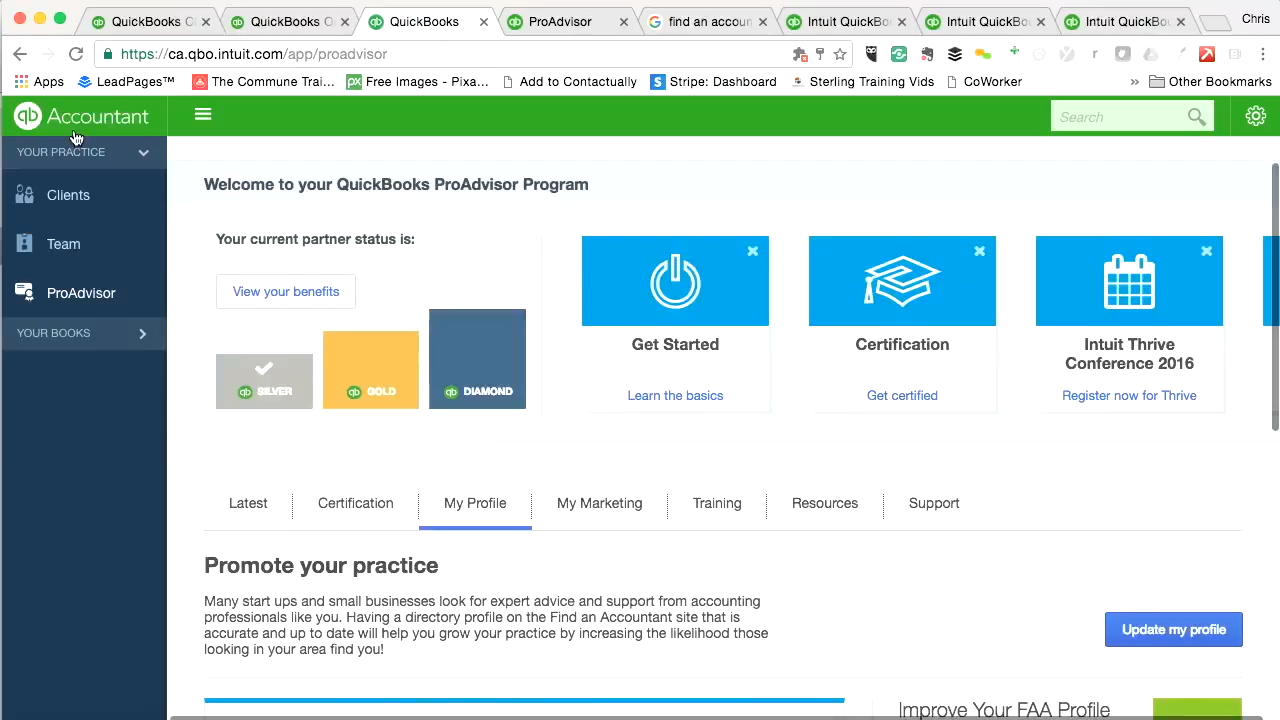 QuickBooks O
QuickBooks O
QuickBooks
ProAdvisor
find an accoun
Intuit QuickBo
Intuit QuickBo
Intuit QuickBo
Chris
https://ca.qbo.intuit.com/app/proadvisor
Apps
LeadPages™
The Commune Trai...
Free Images - Pixa...
Add to Contactually
Stripe: Dashboard
Sterling Training Vids
CoWorker
»
Other Bookmarks
qb Accountant
Search
YOUR PRACTICE
Clients
Team
ProAdvisor
YOUR BOOKS
Welcome to your QuickBooks ProAdvisor Program
Your current partner status is:
View your benefits
qb SILVER
qb GOLD
qb DIAMOND
Get Started
Learn the basics
Certification
Get certified
Intuit Thrive
Conference 2016
Register now for Thrive
Latest
Certification
My Profile
My Marketing
Training
Resources
Support
Promote your practice
Many start ups and small businesses look for expert advice and support from accounting
professionals like you. Having a directory profile on the Find an Accountant site that is
accurate and up to date will help you grow your practice by increasing the likelihood those
looking in your area find you!
Update my profile
Improve Your FAA Profile